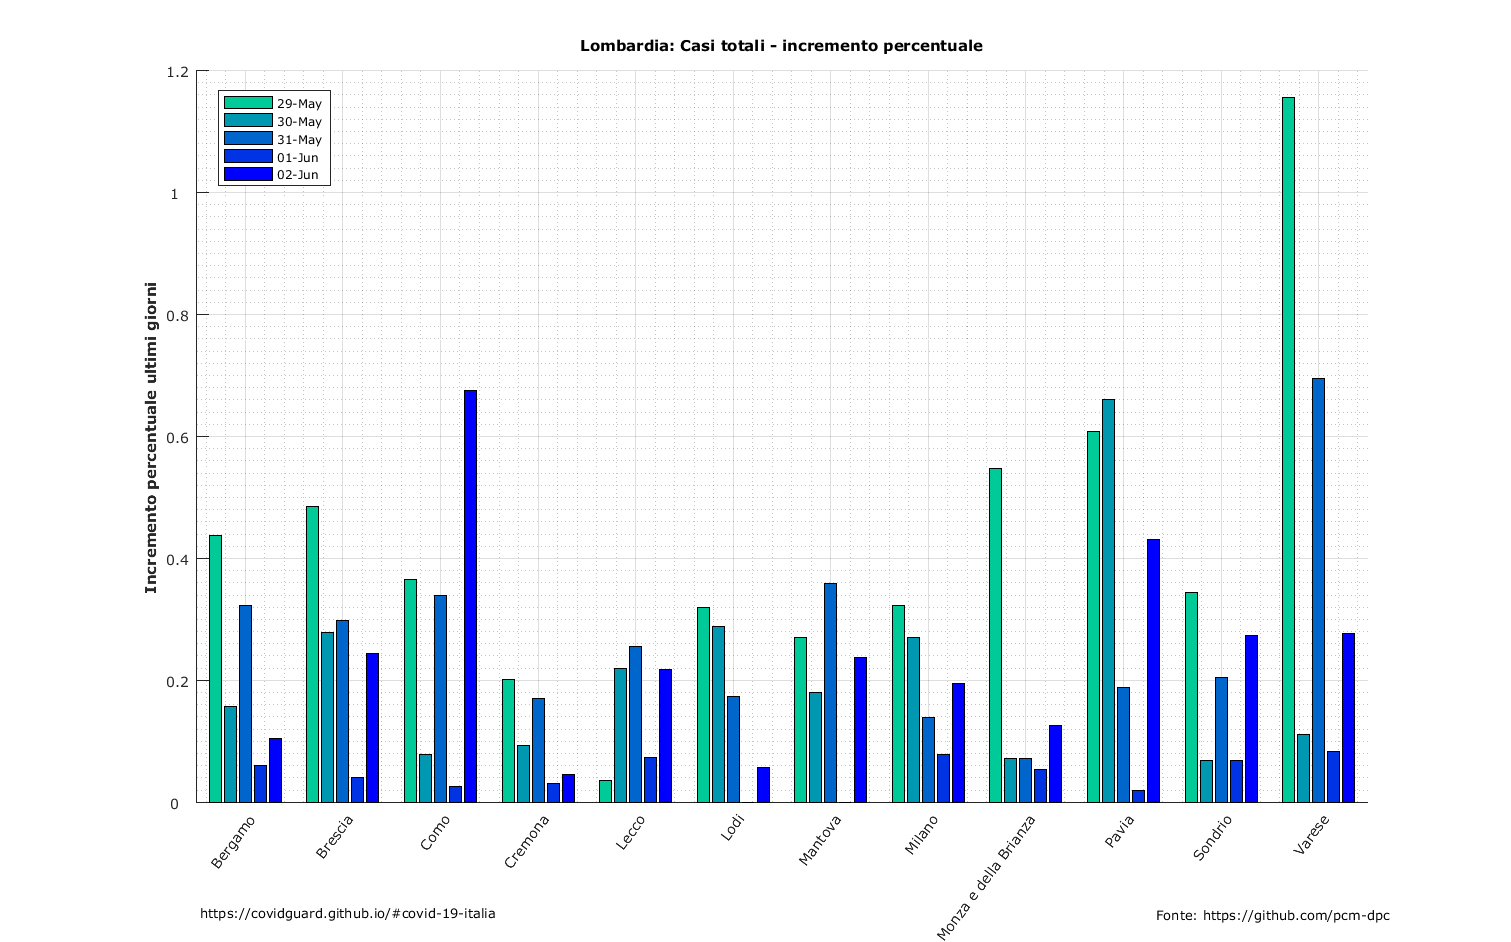 Lombardia: Casi totali - incremento percentuale
1.2
1
0.8
0.6
0.4
0.2
0
Incremento percentuale ultimi giorni
29-May
30-May
31-May
01-Jun
02-Jun
Bergamo
Brescia
Como
Cremona
Lecco
Lodi
Mantova
Milano
Monza e della Brianza
Pavia
Sondrio
Varese
https://covidguard.github.io/#covid-19-italia
Fonte: https://github.com/pcm-dpc